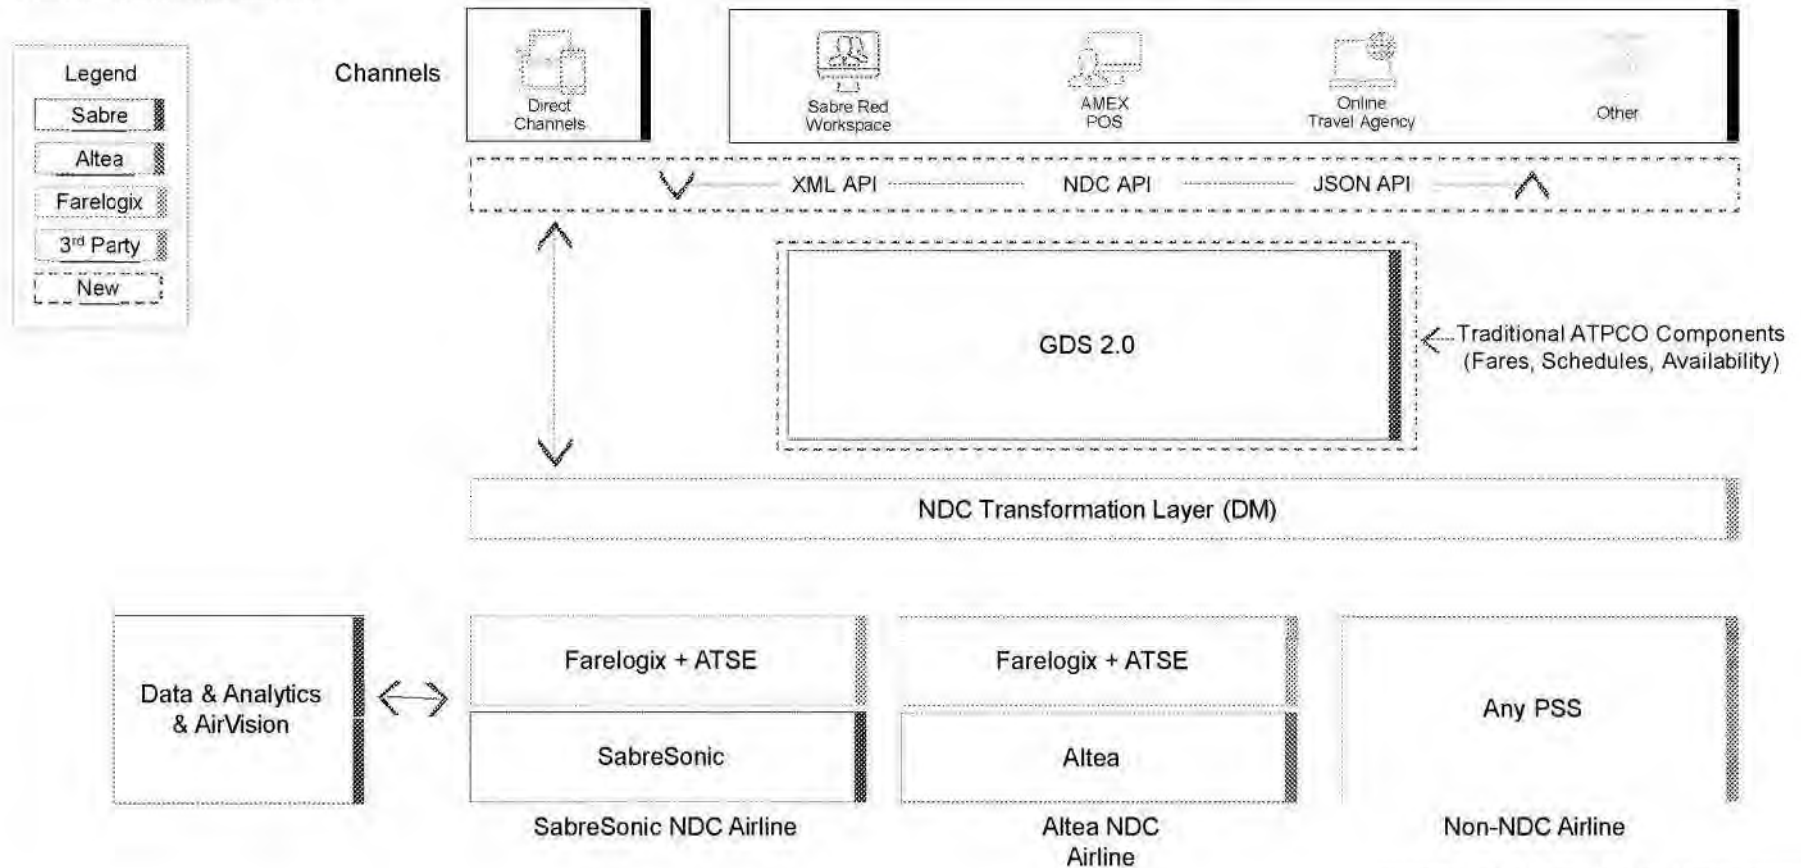 Legend
Sabre
Altea
Farelogix
3rd Party
New
Channels
Direct
Channels
Sabre Red
Workspace
AMEX
POS
Online
Travel Agency
Other
XML API
NDC API
JSON API
GDS 2.0
Traditional ATPCO Components
(Fares, Schedules, Availability)
NDC Transformation Layer (DM)
Data & Analytics
& AirVision
Farelogix + ATSE
SabreSonic
SabreSonic NDC Airline
Farelogix + ATSE
Altea
Altea NDC
Airline
Any PSS
Non-NDC Airline